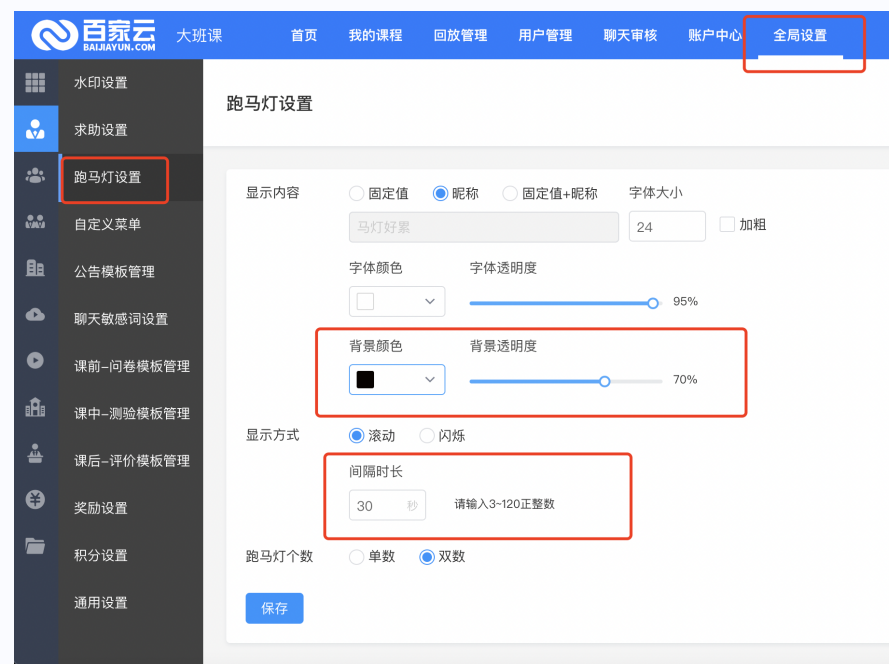 百家云 大班课 首页 我的课程 回放管理 用户管理 聊天审核 账户中心 全局设置
BAIJIAYUN.COM
水印设置
求助设置
跑马灯设置
自定义菜单
公告模板管理
聊天敏感词设置
课前–问卷模板管理
课中–测验模板管理
课后–评价模板管理
奖励设置
积分设置
通用设置
跑马灯设置
显示内容 固定值 昵称 固定值+昵称 字体大小
马灯好累 24 加粗
字体颜色 字体透明度
95%
背景颜色 背景透明度
70%
显示方式 滚动 闪烁
间隔时长
30 秒 请输入3~120正整数
跑马灯个数 单数 双数
保存